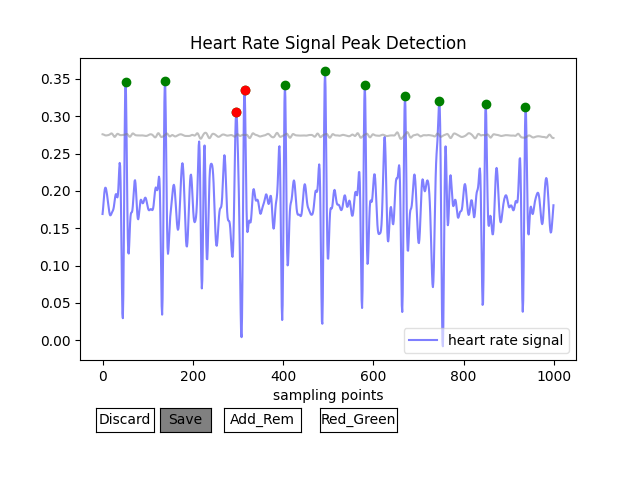 Heart Rate Signal Peak Detection
0.35
0.30
0.25
0.20
0.15
0.10
0.05
0.00
heart rate signal
0 200 400 600 800 1000
sampling points
Discard Save Add_Rem Red_Green